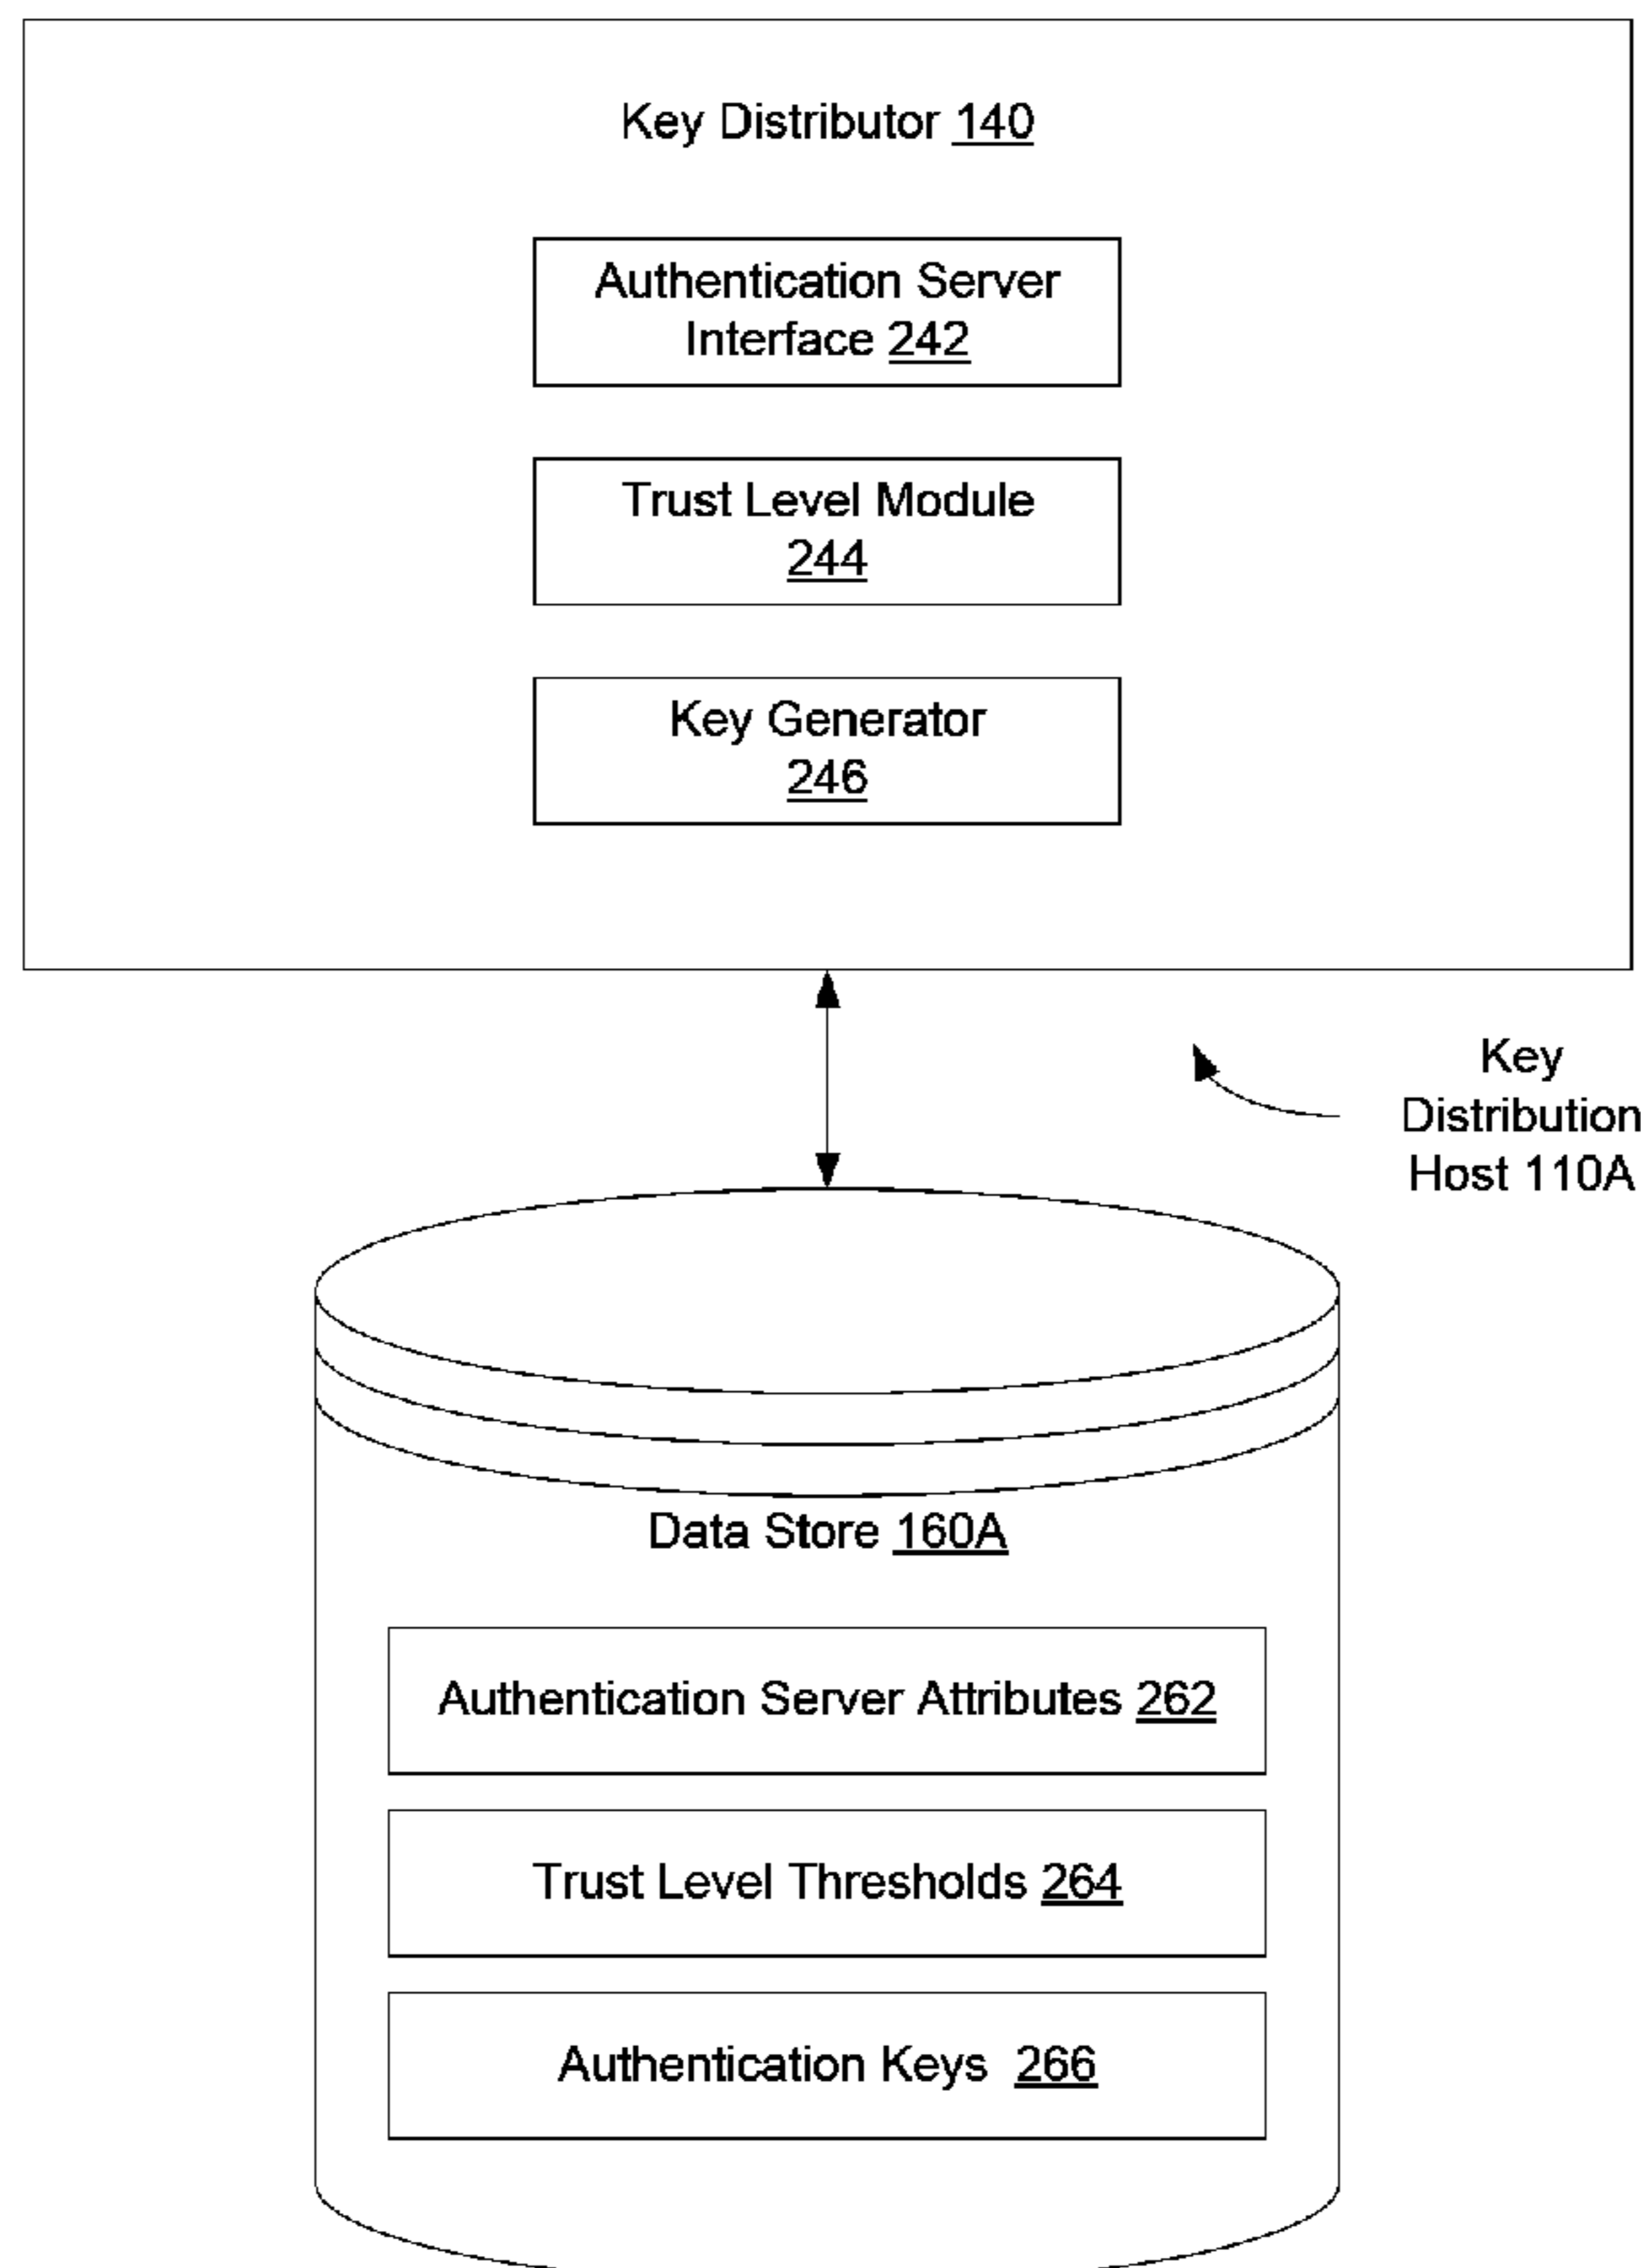 Key Distributor 140
Authentication Server
Interface 242
Trust Level Module
244
Key Generator
246
Key
Distribution
Host 110A
Data Store 160A
Authentication Server Attributes 262
Trust Level Thresholds 264
Authentication Keys 266